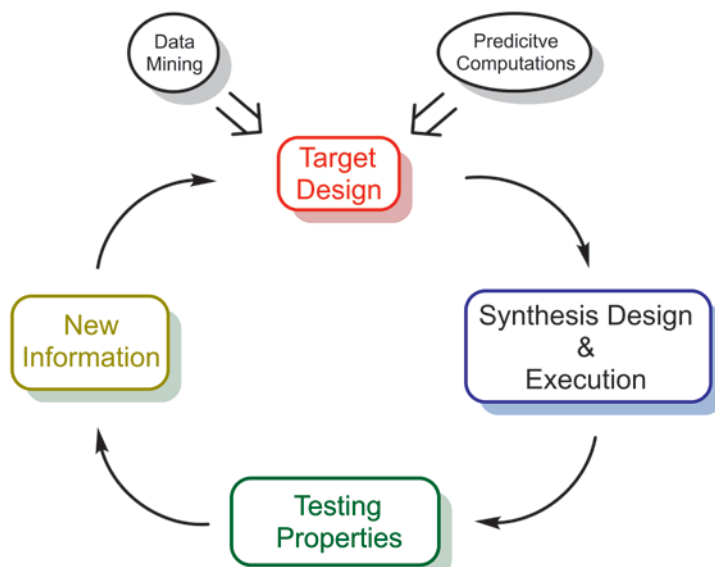 Data
Mining
Predicitve
Computations
Target
Design
New
Information
Synthesis Design
&
Execution
Testing
Properties